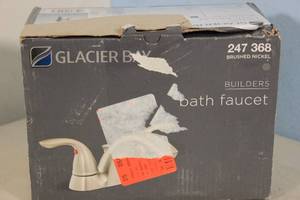 GLACIER BAY
247 368
BRUSHED NICKEL
BUILDERS
bath faucet